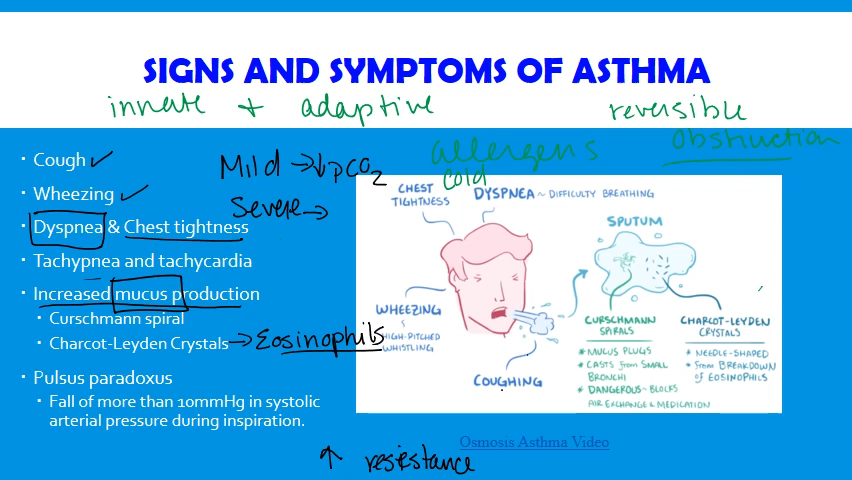 SIGNS AND SYMPTOMS OF ASTHMA
innate + adaptive
reversible
obstruction
allergens
cold
Mild → ↓pCO2
Severe →
• Cough ✓
• Wheezing ✓
• Dyspnea & Chest tightness
• Tachypnea and tachycardia
• Increased mucus production
• Curschmann spiral
• Charcot-Leyden Crystals → Eosinophils
• Pulsus paradoxus
• Fall of more than 10mmHg in systolic
arterial pressure during inspiration.
↑ resistance
CHEST
TIGHTNESS
DYSPNEA ~ DIFFICULTY BREATHING
WHEEZING
HIGH-PITCHED
WHISTLING
COUGHING
SPUTUM
CURSCHMANN
SPIRALS
* MUCUS PLUGS
* CASTS from SMALL
BRONCHI
* DANGEROUS ~ BLOCKS
AIR EXCHANGE & MEDICATION
CHARCOT-LEYDEN
CRYSTALS
* NEEDLE-SHAPED
* from BREAKDOWN
of EOSINOPHILS
Osmosis Asthma Video